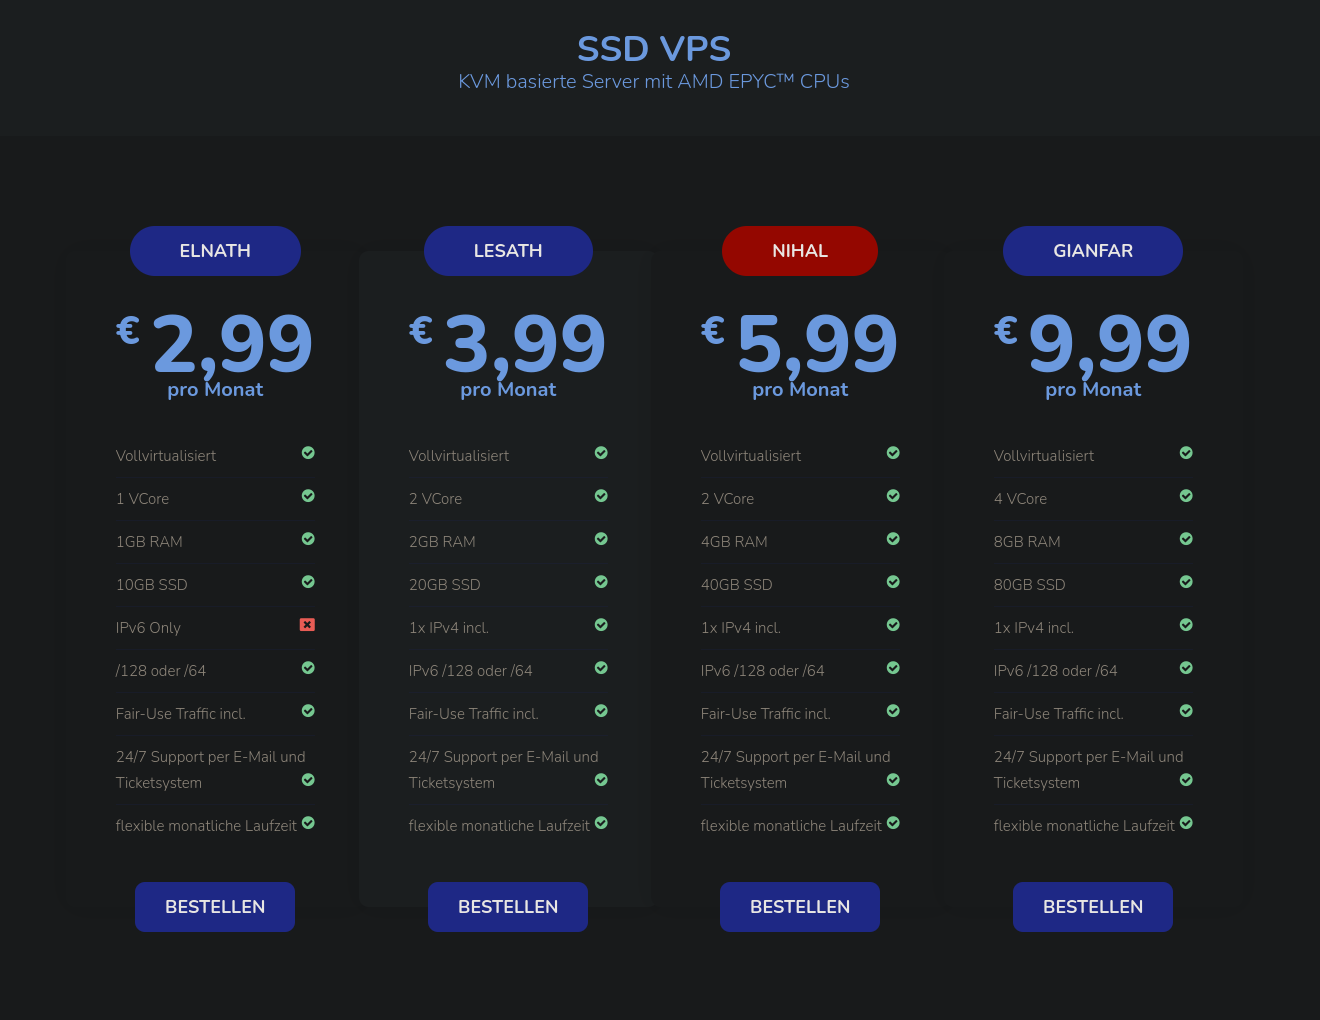 SSD VPS
KVM basierte Server mit AMD EPYC™ CPUs
ELNATH
€ 2,99
pro Monat
Vollvirtualisiert
1 VCore
1GB RAM
10GB SSD
IPv6 Only
/128 oder /64
Fair-Use Traffic incl.
24/7 Support per E-Mail und
Ticketsystem
flexible monatliche Laufzeit
BESTELLEN
LESATH
€ 3,99
pro Monat
Vollvirtualisiert
2 VCore
2GB RAM
20GB SSD
1x IPv4 incl.
IPv6 /128 oder /64
Fair-Use Traffic incl.
24/7 Support per E-Mail und
Ticketsystem
flexible monatliche Laufzeit
BESTELLEN
NIHAL
€ 5,99
pro Monat
Vollvirtualisiert
2 VCore
4GB RAM
40GB SSD
1x IPv4 incl.
IPv6 /128 oder /64
Fair-Use Traffic incl.
24/7 Support per E-Mail und
Ticketsystem
flexible monatliche Laufzeit
BESTELLEN
GIANFAR
€ 9,99
pro Monat
Vollvirtualisiert
4 VCore
8GB RAM
80GB SSD
1x IPv4 incl.
IPv6 /128 oder /64
Fair-Use Traffic incl.
24/7 Support per E-Mail und
Ticketsystem
flexible monatliche Laufzeit
BESTELLEN